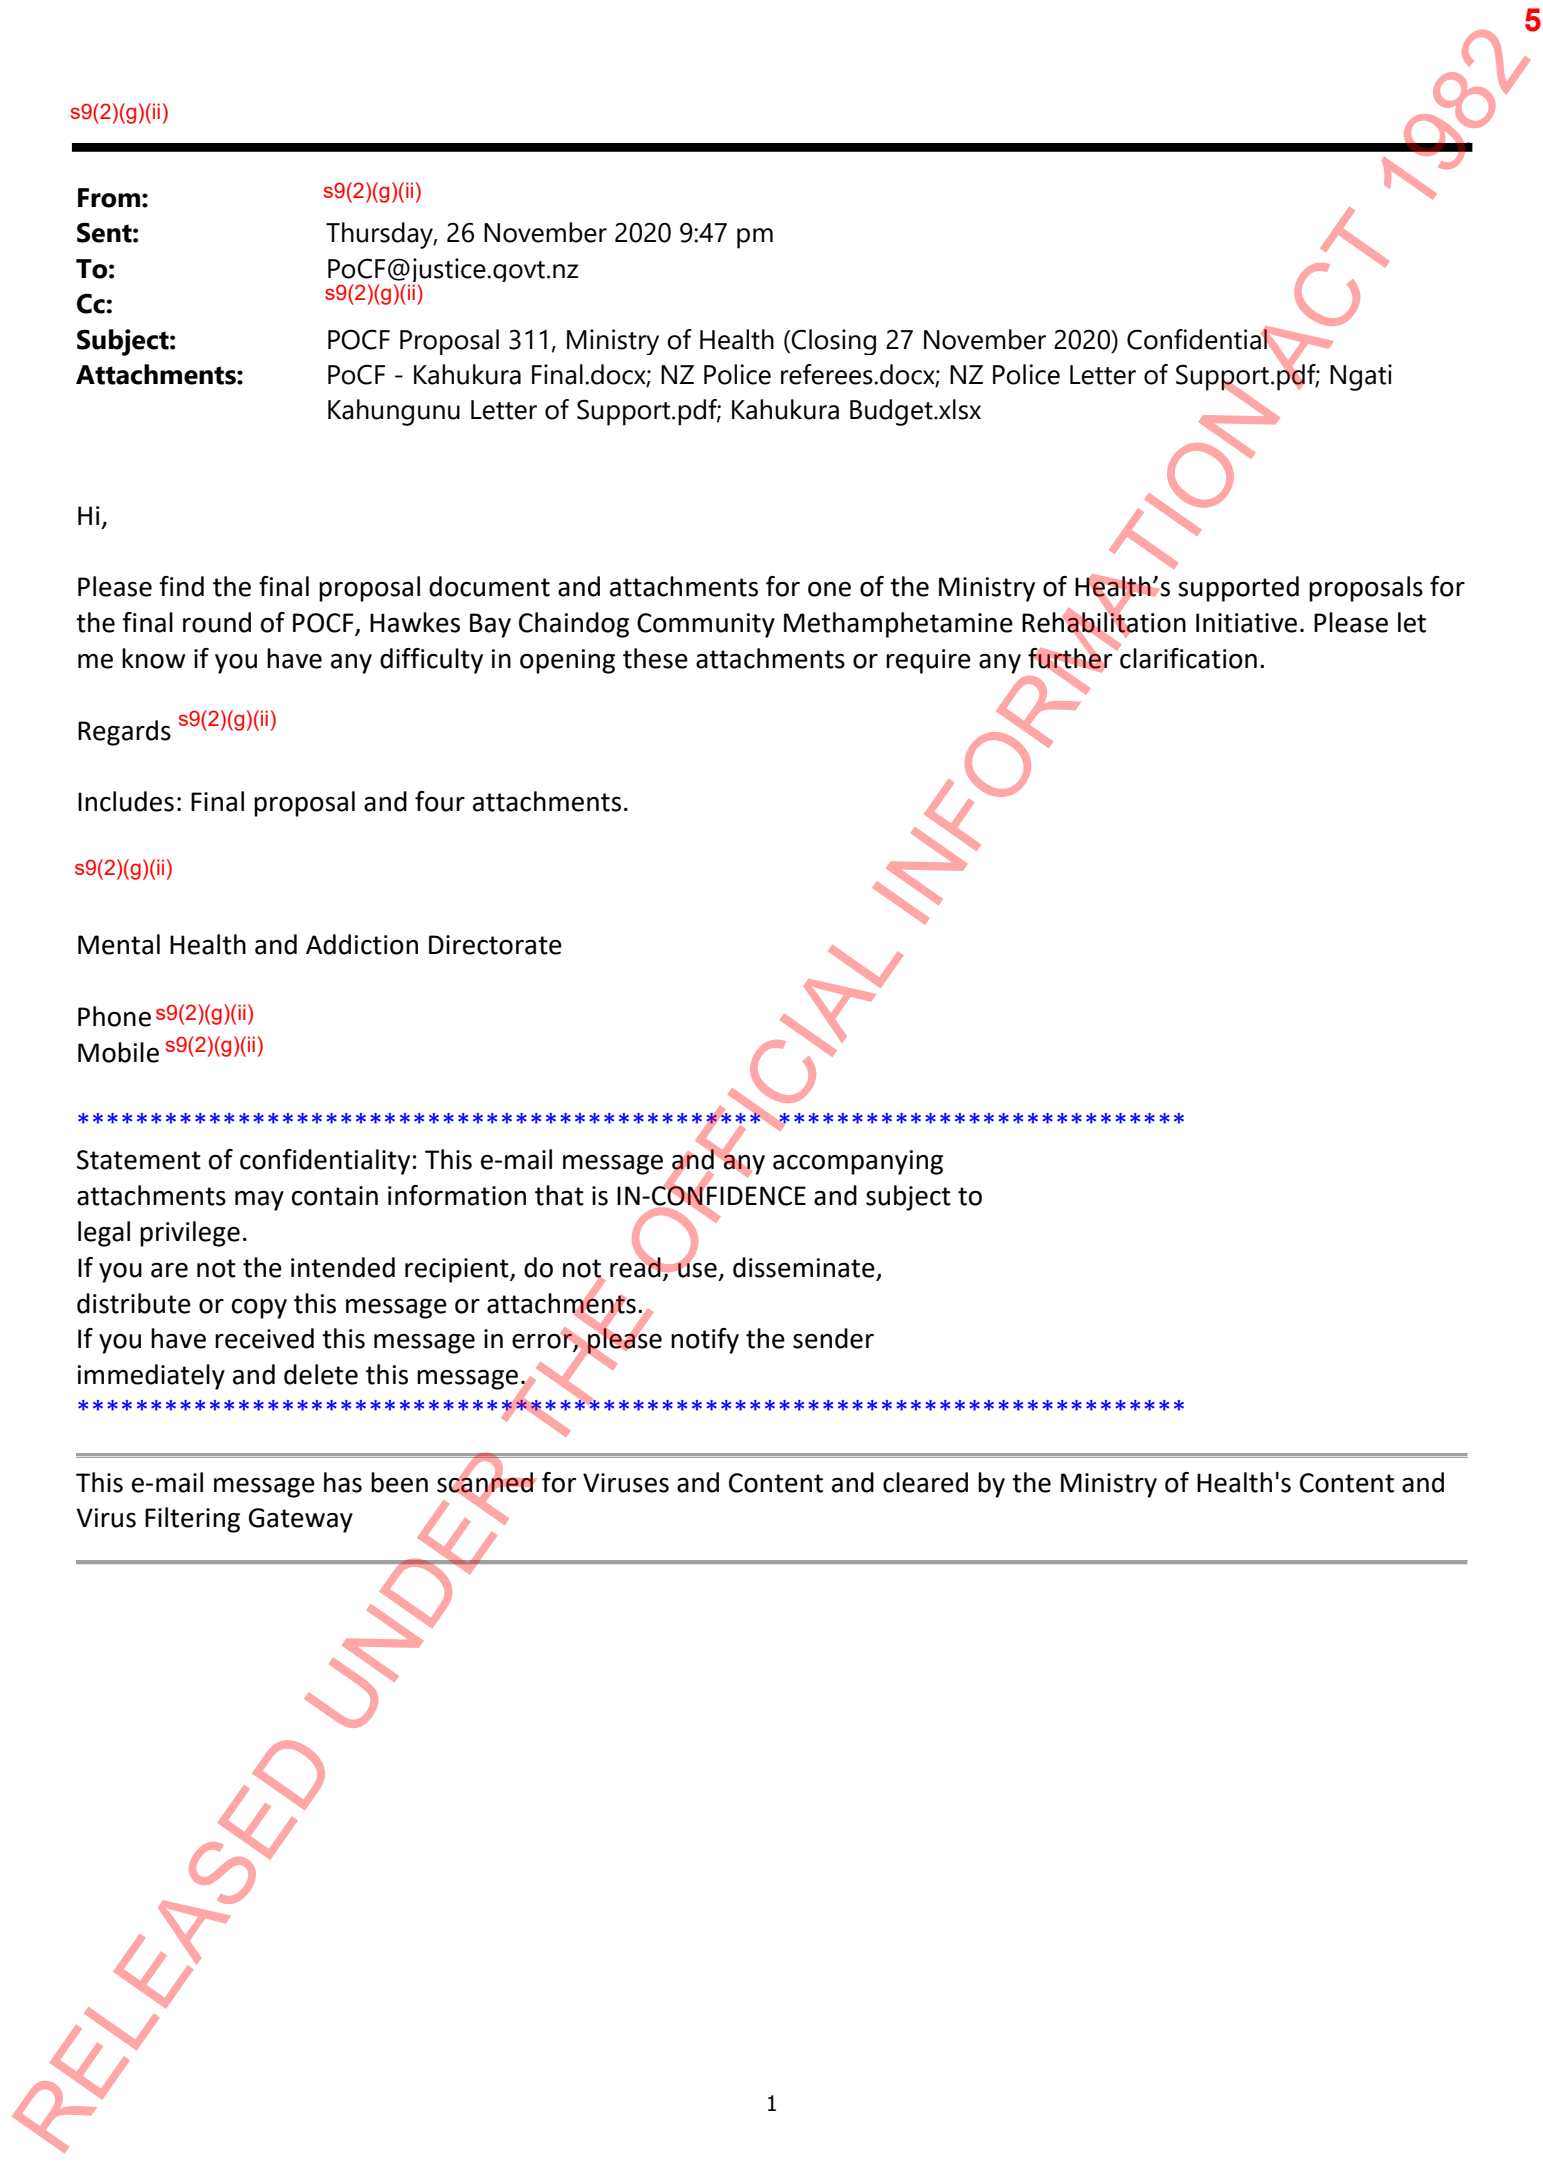 5
s9(2)(g)(ii)
From: s9(2)(g)(ii)
Sent: Thursday, 26 November 2020 9:47 pm
To: PoCF@justice.govt.nz
Cc: s9(2)(g)(ii)
Subject: POCF Proposal 311, Ministry of Health (Closing 27 November 2020) Confidential
Attachments: PoCF - Kahukura Final.docx; NZ Police referees.docx; NZ Police Letter of Support.pdf; Ngati
Kahungunu Letter of Support.pdf; Kahukura Budget.xlsx
Hi,
Please find the final proposal document and attachments for one of the Ministry of Health’s supported proposals for
the final round of POCF, Hawkes Bay Chaindog Community Methamphetamine Rehabilitation Initiative. Please let
me know if you have any difficulty in opening these attachments or require any further clarification.
Regards s9(2)(g)(ii)
Includes: Final proposal and four attachments.
s9(2)(g)(ii)
Mental Health and Addiction Directorate
Phone s9(2)(g)(ii)
Mobile s9(2)(g)(ii)
*********************************************** ****************************
Statement of confidentiality: This e-mail message and any accompanying
attachments may contain information that is IN-CONFIDENCE and subject to
legal privilege.
If you are not the intended recipient, do not read, use, disseminate,
distribute or copy this message or attachments.
If you have received this message in error, please notify the sender
immediately and delete this message.
****************************************************************************
This e-mail message has been scanned for Viruses and Content and cleared by the Ministry of Health's Content and
Virus Filtering Gateway
1
RELEASED UNDER THE OFFICIAL INFORMATION ACT 1982